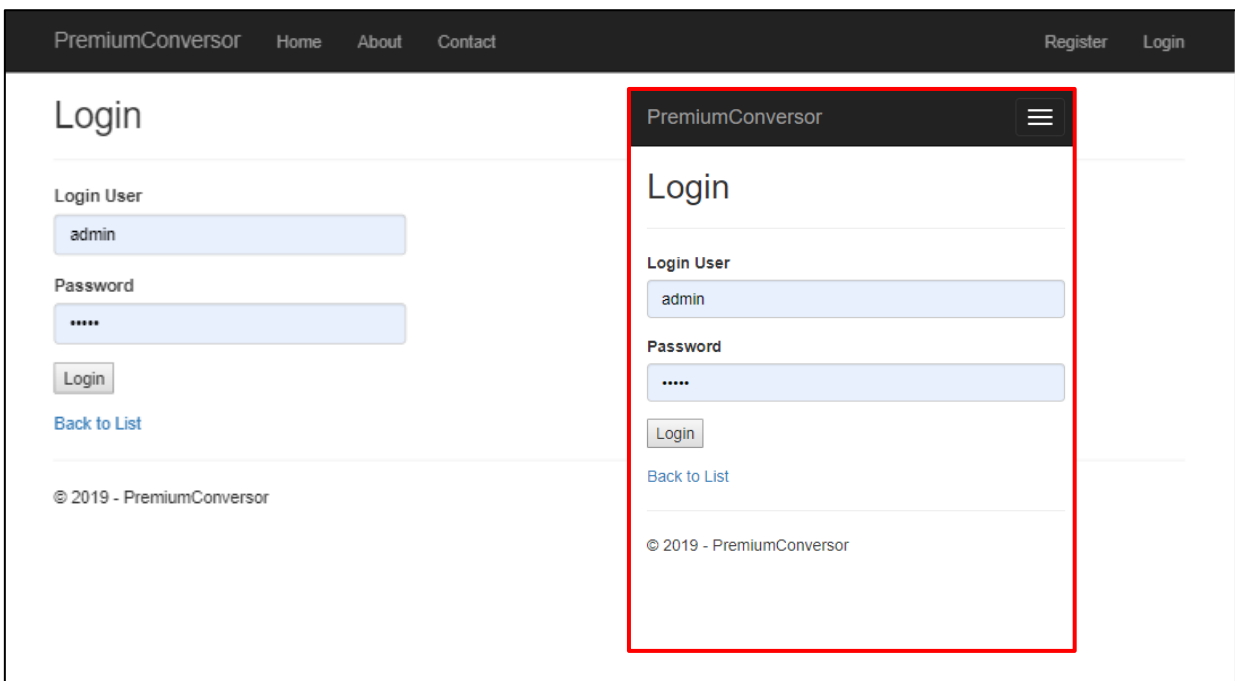 PremiumConversor Home About Contact Register Login
Login
Login User
admin
Password
•••••
Login
Back to List
© 2019 - PremiumConversor
PremiumConversor
Login
Login User
admin
Password
•••••
Login
Back to List
© 2019 - PremiumConversor